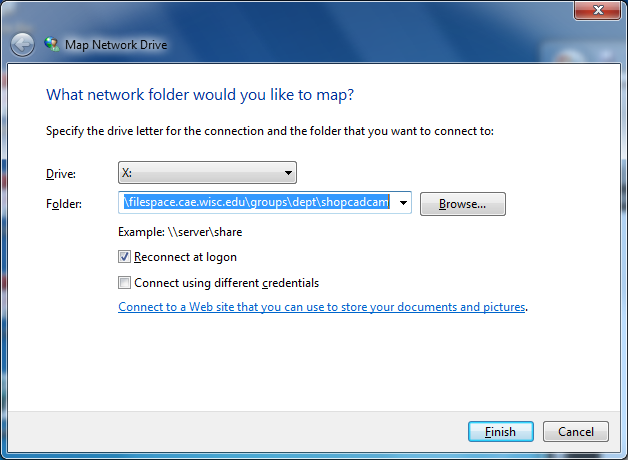 Map Network Drive
What network folder would you like to map?
Specify the drive letter for the connection and the folder that you want to connect to:
Drive: X:
Folder: \filespace.cae.wisc.edu\groups\dept\shopcadcam Browse...
Example: \\server\share
Reconnect at logon
Connect using different credentials
Connect to a Web site that you can use to store your documents and pictures.
Finish Cancel